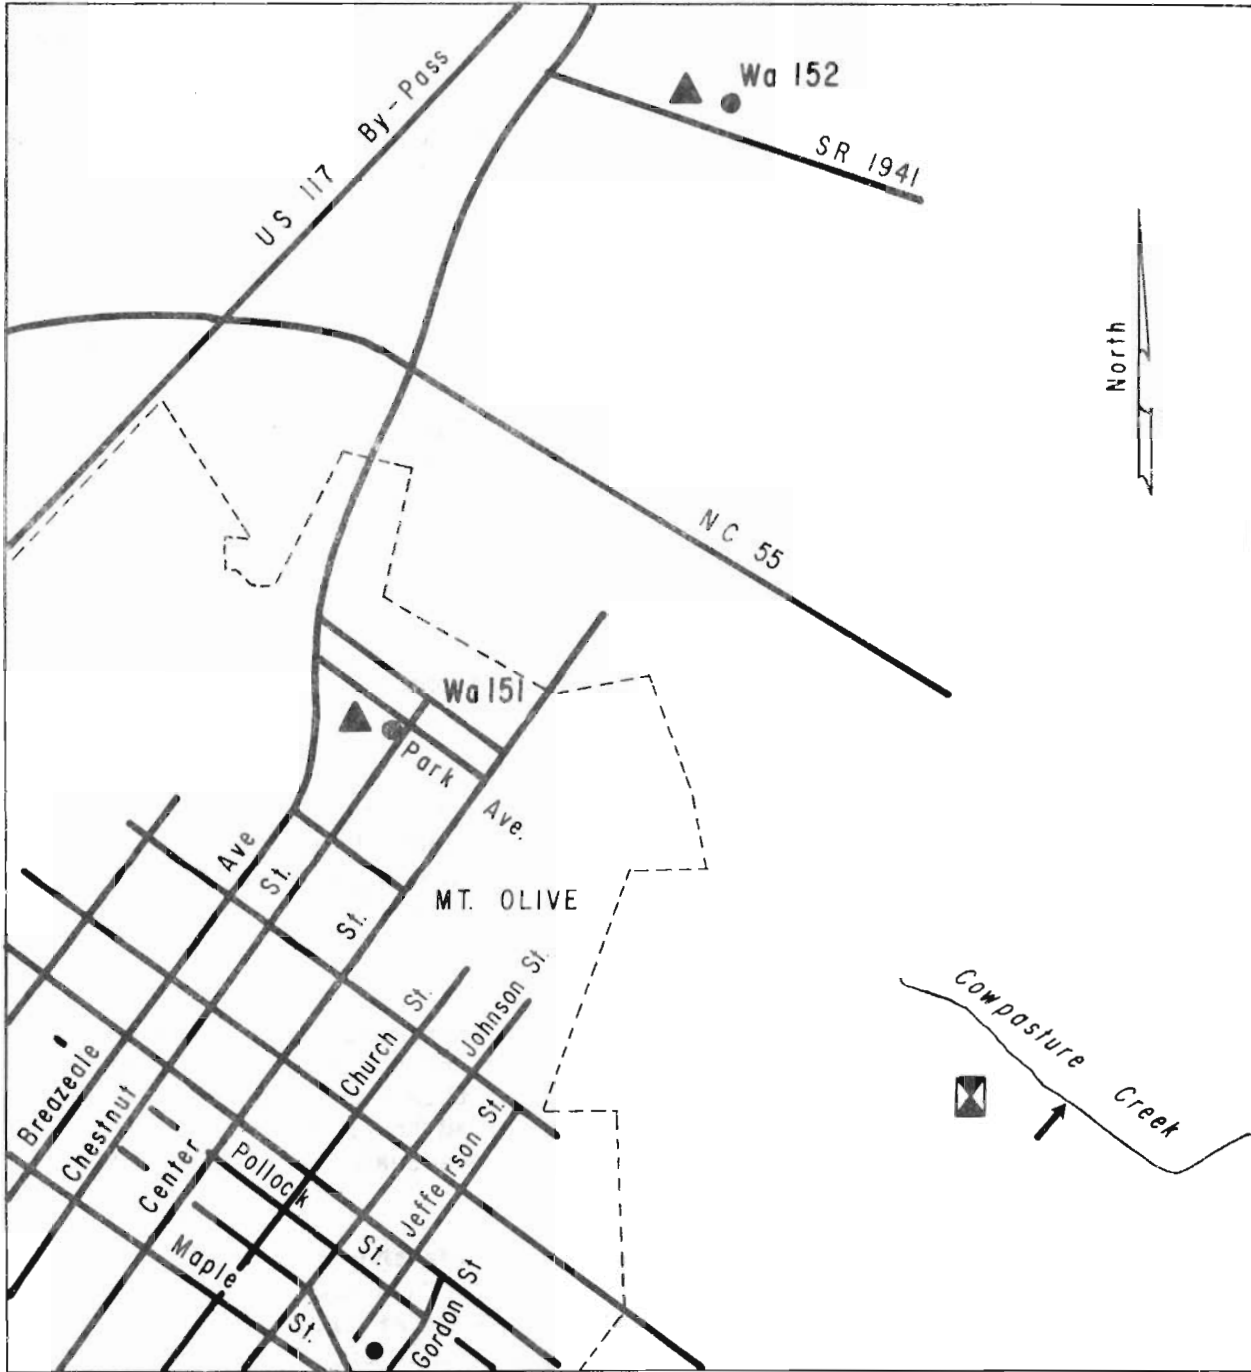 Wa 152
US 117 By-Pass
SR 1941
North
NC 55
Wa 151
Park Ave.
Ave
St.
St.
MT. OLIVE
Church St.
Johnson St.
Cowpasture Creek
Breazeale
Chestnut
Center
Pollock St.
Jefferson St.
Maple St.
Gordon St